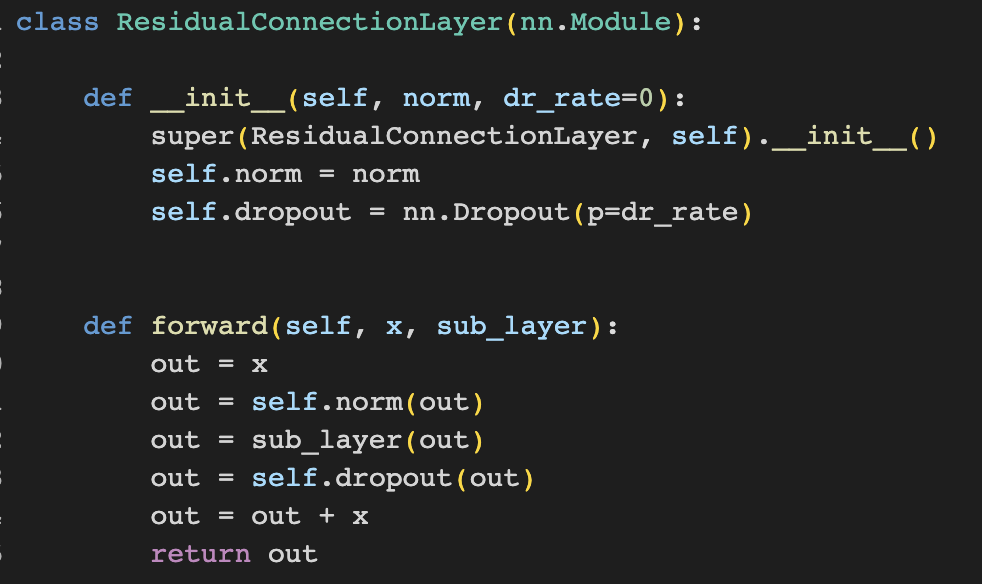 class ResidualConnectionLayer(nn.Module):
def __init__(self, norm, dr_rate=0):
super(ResidualConnectionLayer, self).__init__()
self.norm = norm
self.dropout = nn.Dropout(p=dr_rate)
def forward(self, x, sub_layer):
out = x
out = self.norm(out)
out = sub_layer(out)
out = self.dropout(out)
out = out + x
return out